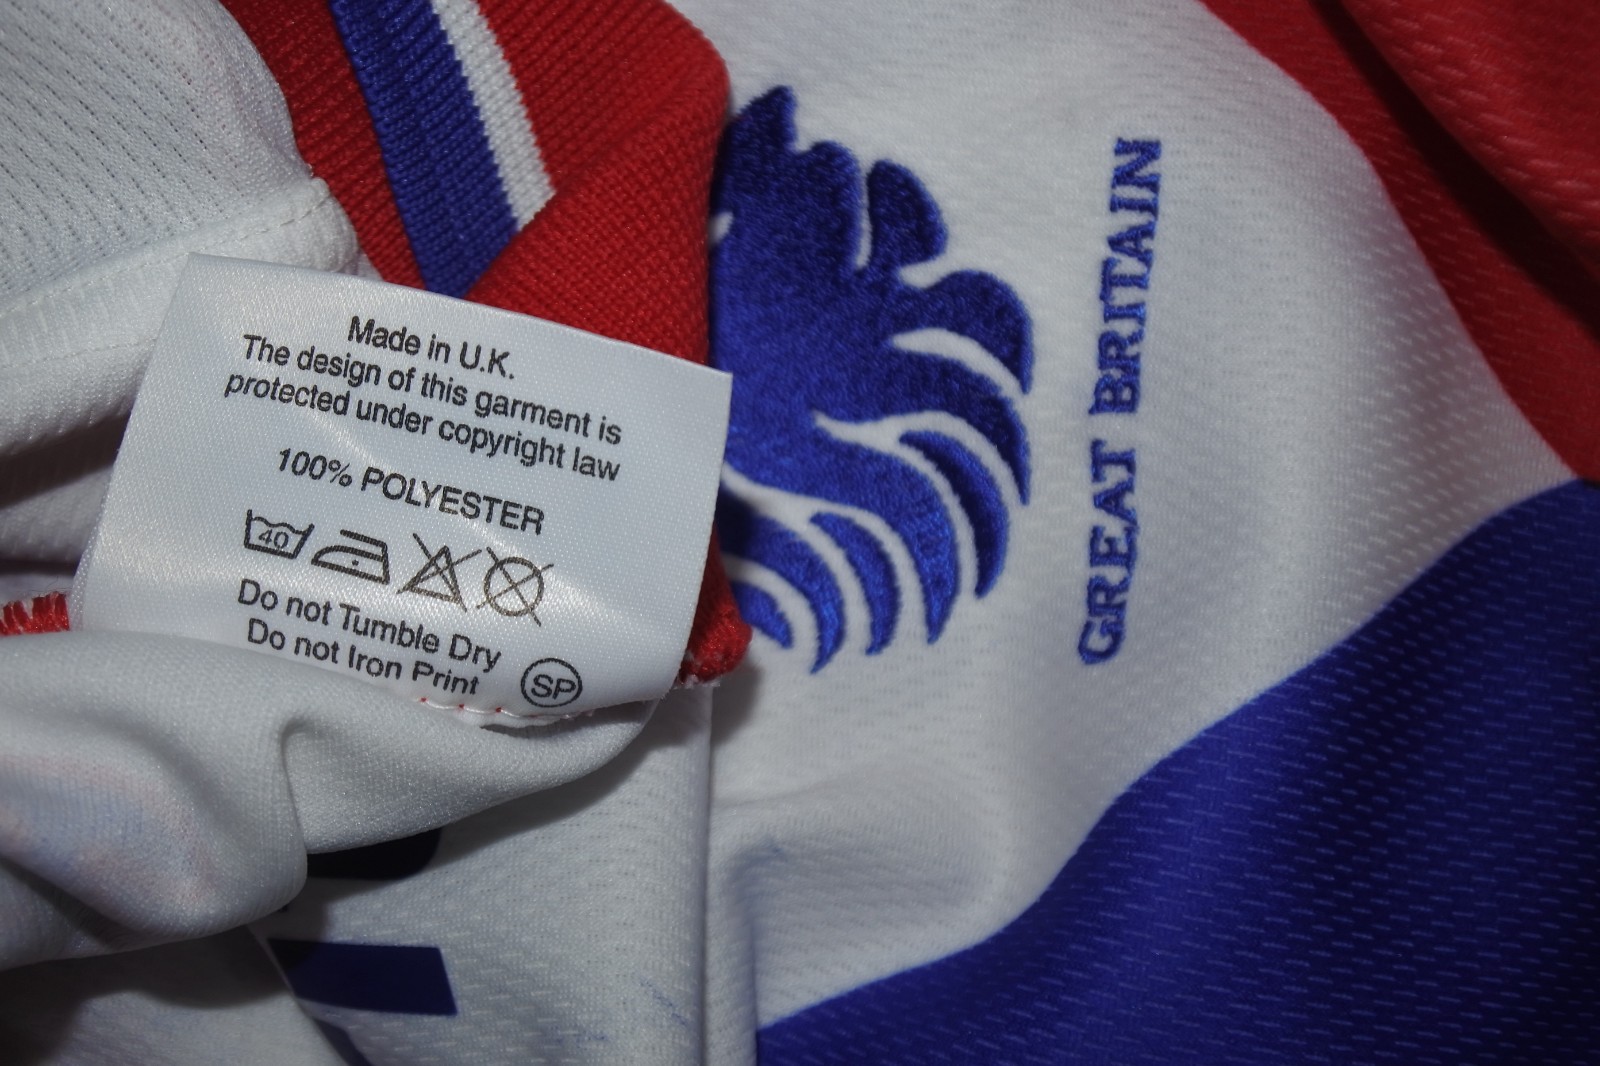 Made in U.K.
The design of this garment is
protected under copyright law
100% POLYESTER
40
Do not Tumble Dry
Do not Iron Print
SP
GREAT BRITAIN